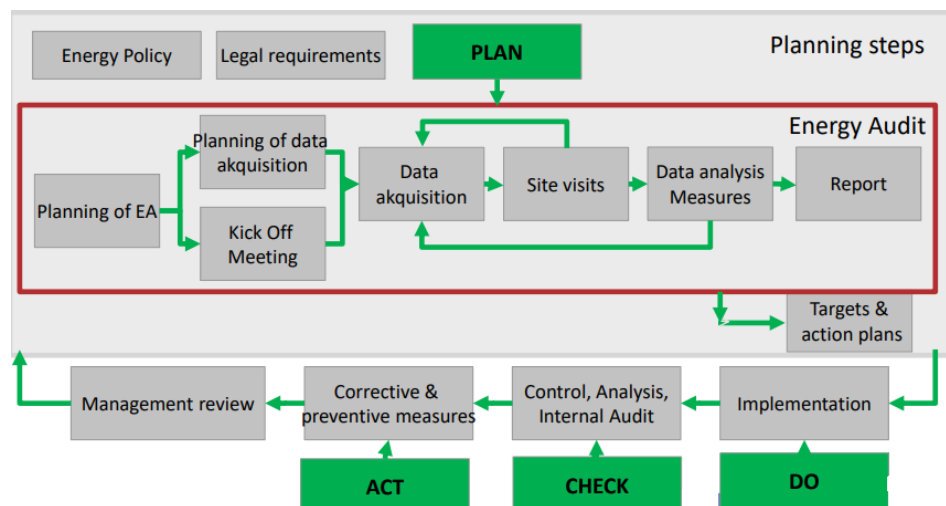 Energy Policy
Legal requirements
PLAN
Planning steps
Energy Audit
Planning of EA
Planning of data
akquisition
Kick Off
Meeting
Data
akquisition
Site visits
Data analysis
Measures
Report
Targets &
action plans
Management review
Corrective &
preventive measures
Control, Analysis,
Internal Audit
Implementation
ACT
CHECK
DO